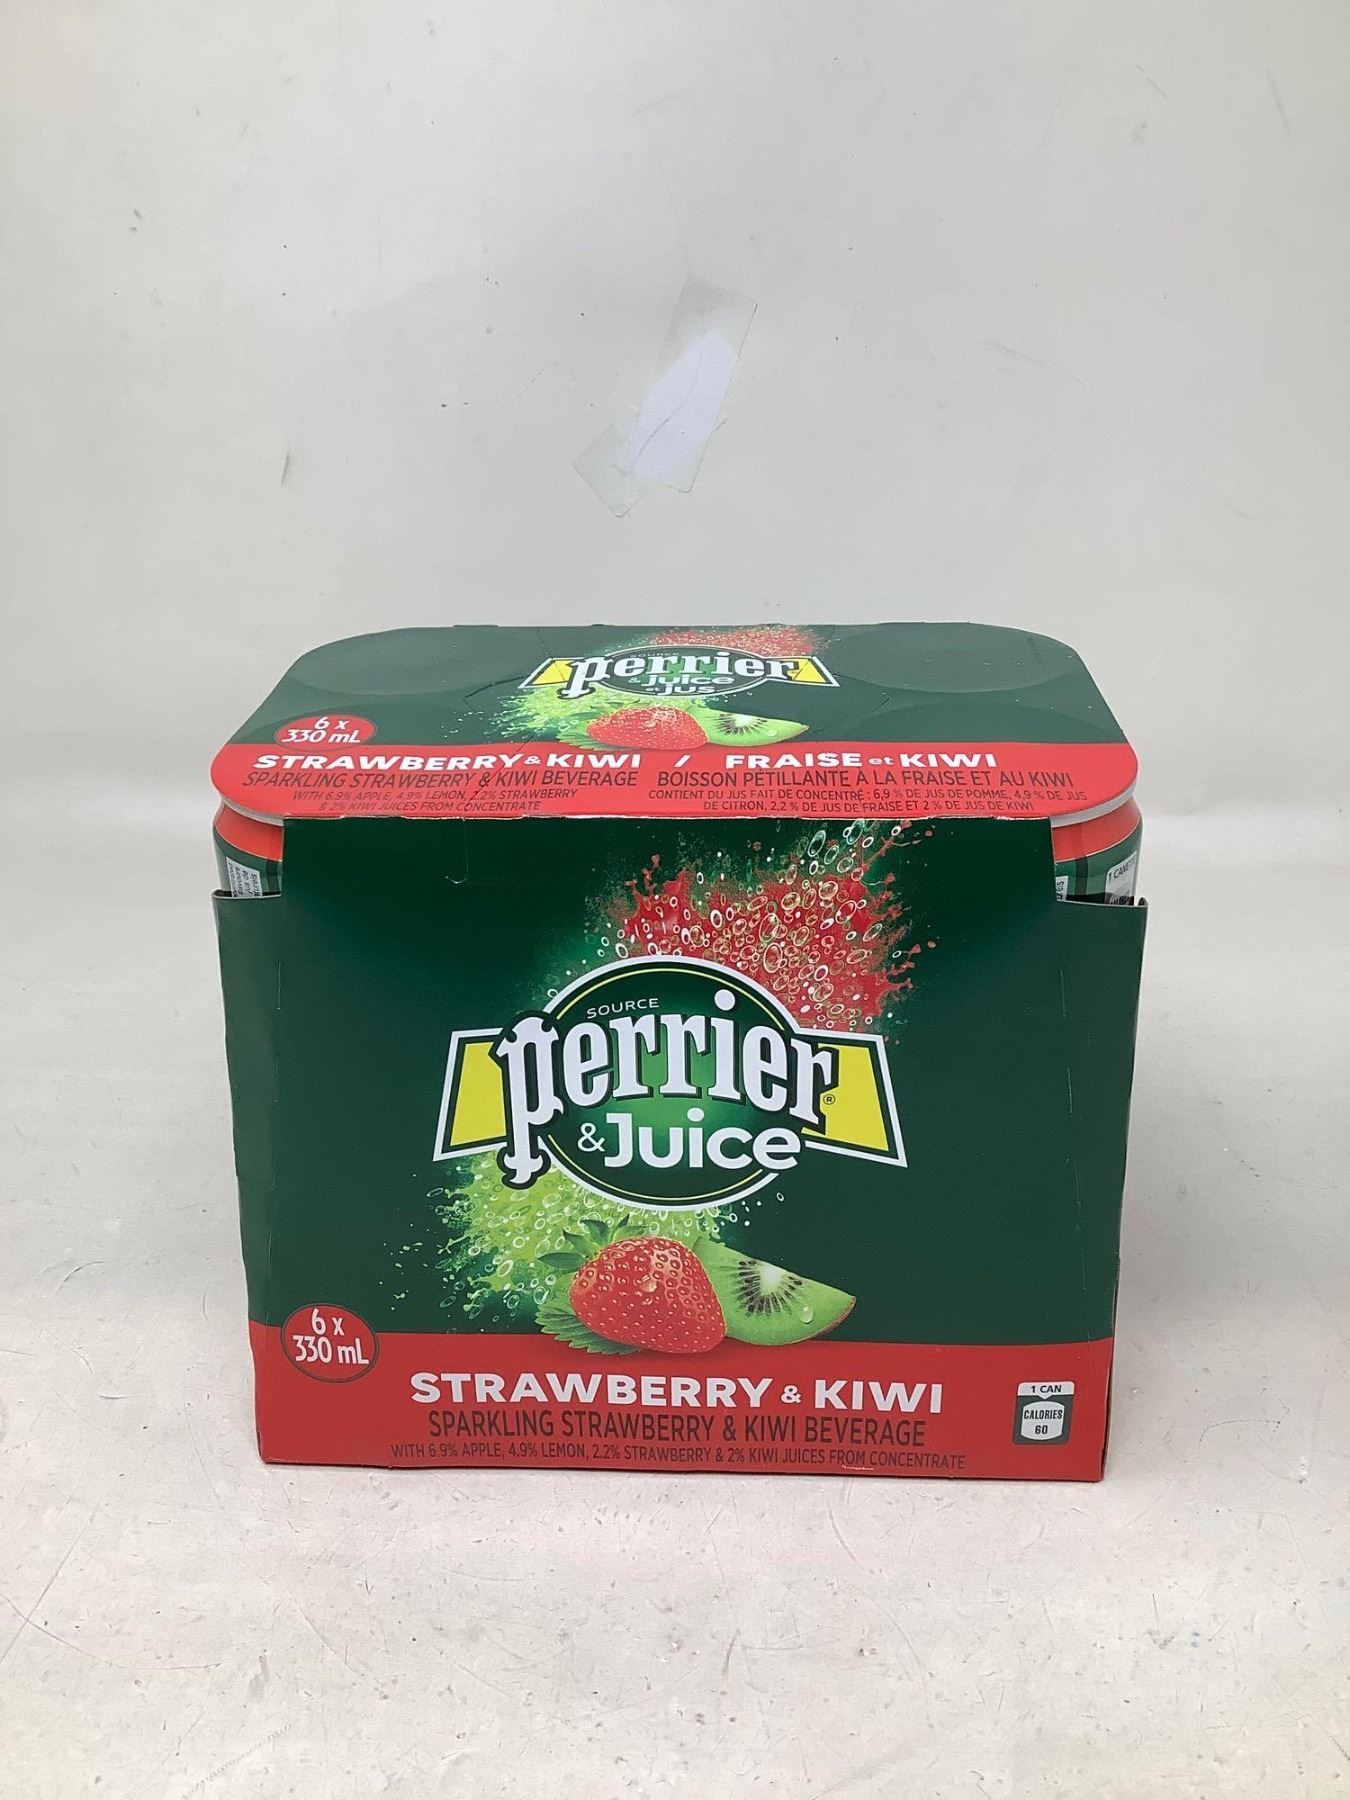 SOURCE
perrier
& Juice
et Jus
6 x
330 mL
STRAWBERRY & KIWI / FRAISE et KIWI
SPARKLING STRAWBERRY & KIWI BEVERAGE BOISSON PÉTILLANTE À LA FRAISE ET AU KIWI
WITH 6.9% APPLE, 4.9% LEMON, 2.2% STRAWBERRY CONTIENT DU JUS FAIT DE CONCENTRÉ : 6,9 % DE JUS DE POMME, 4,9 % DE JUS
& 2% KIWI JUICES FROM CONCENTRATE DE CITRON, 2,2 % DE JUS DE FRAISE ET 2 % DE JUS DE KIWI
SOURCE
perrier®
&Juice
6 x
330 mL
STRAWBERRY & KIWI
SPARKLING STRAWBERRY & KIWI BEVERAGE
WITH 6.9% APPLE, 4.9% LEMON, 2.2% STRAWBERRY & 2% KIWI JUICES FROM CONCENTRATE
1 CAN
CALORIES
60